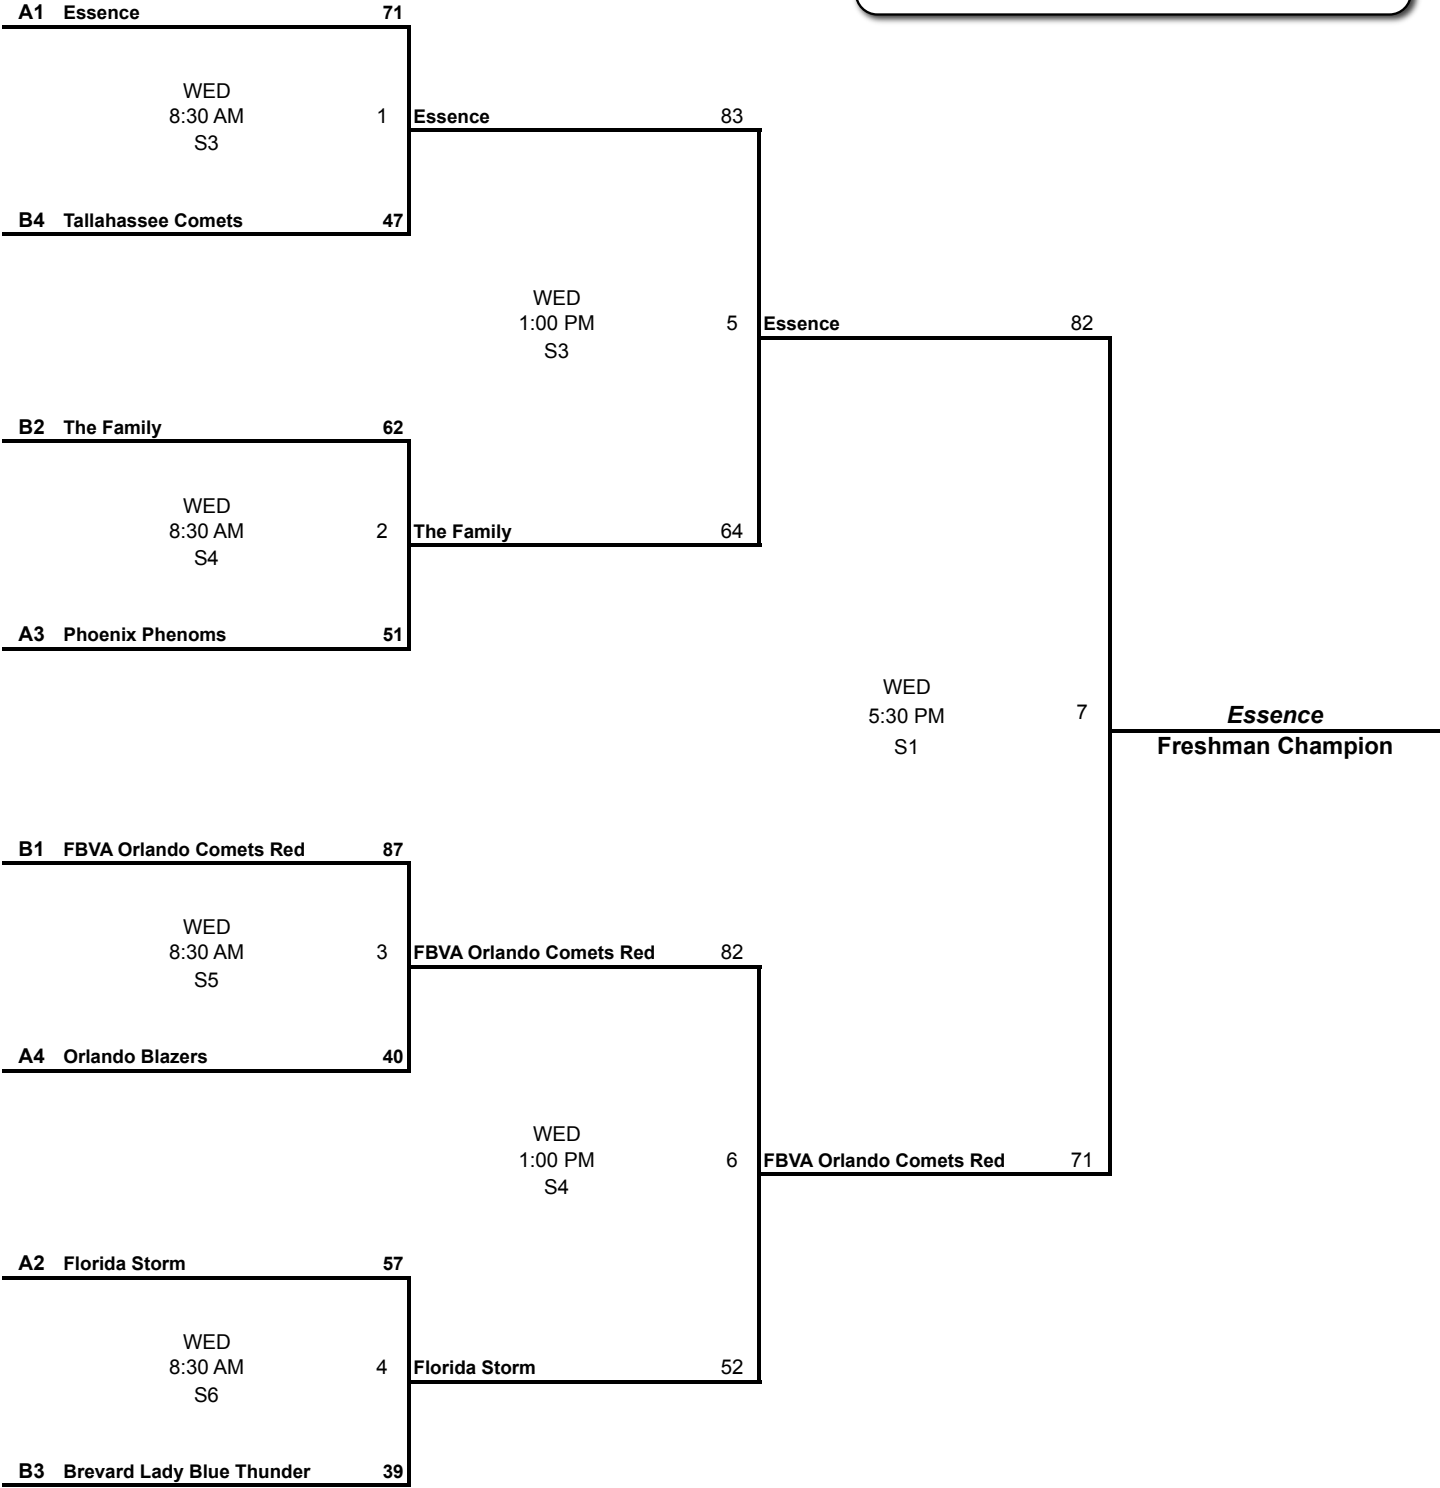 A1 Essence 71
WED
8:30 AM 1 Essence 83
S3
B4 Tallahassee Comets 47
WED
1:00 PM 5 Essence 82
S3
B2 The Family 62
WED
8:30 AM 2 The Family 64
S4
A3 Phoenix Phenoms 51
WED
5:30 PM 7 Essence
S1 Freshman Champion
B1 FBVA Orlando Comets Red 87
WED
8:30 AM 3 FBVA Orlando Comets Red 82
S5
A4 Orlando Blazers 40
WED
1:00 PM 6 FBVA Orlando Comets Red 71
S4
A2 Florida Storm 57
WED
8:30 AM 4 Florida Storm 52
S6
B3 Brevard Lady Blue Thunder 39